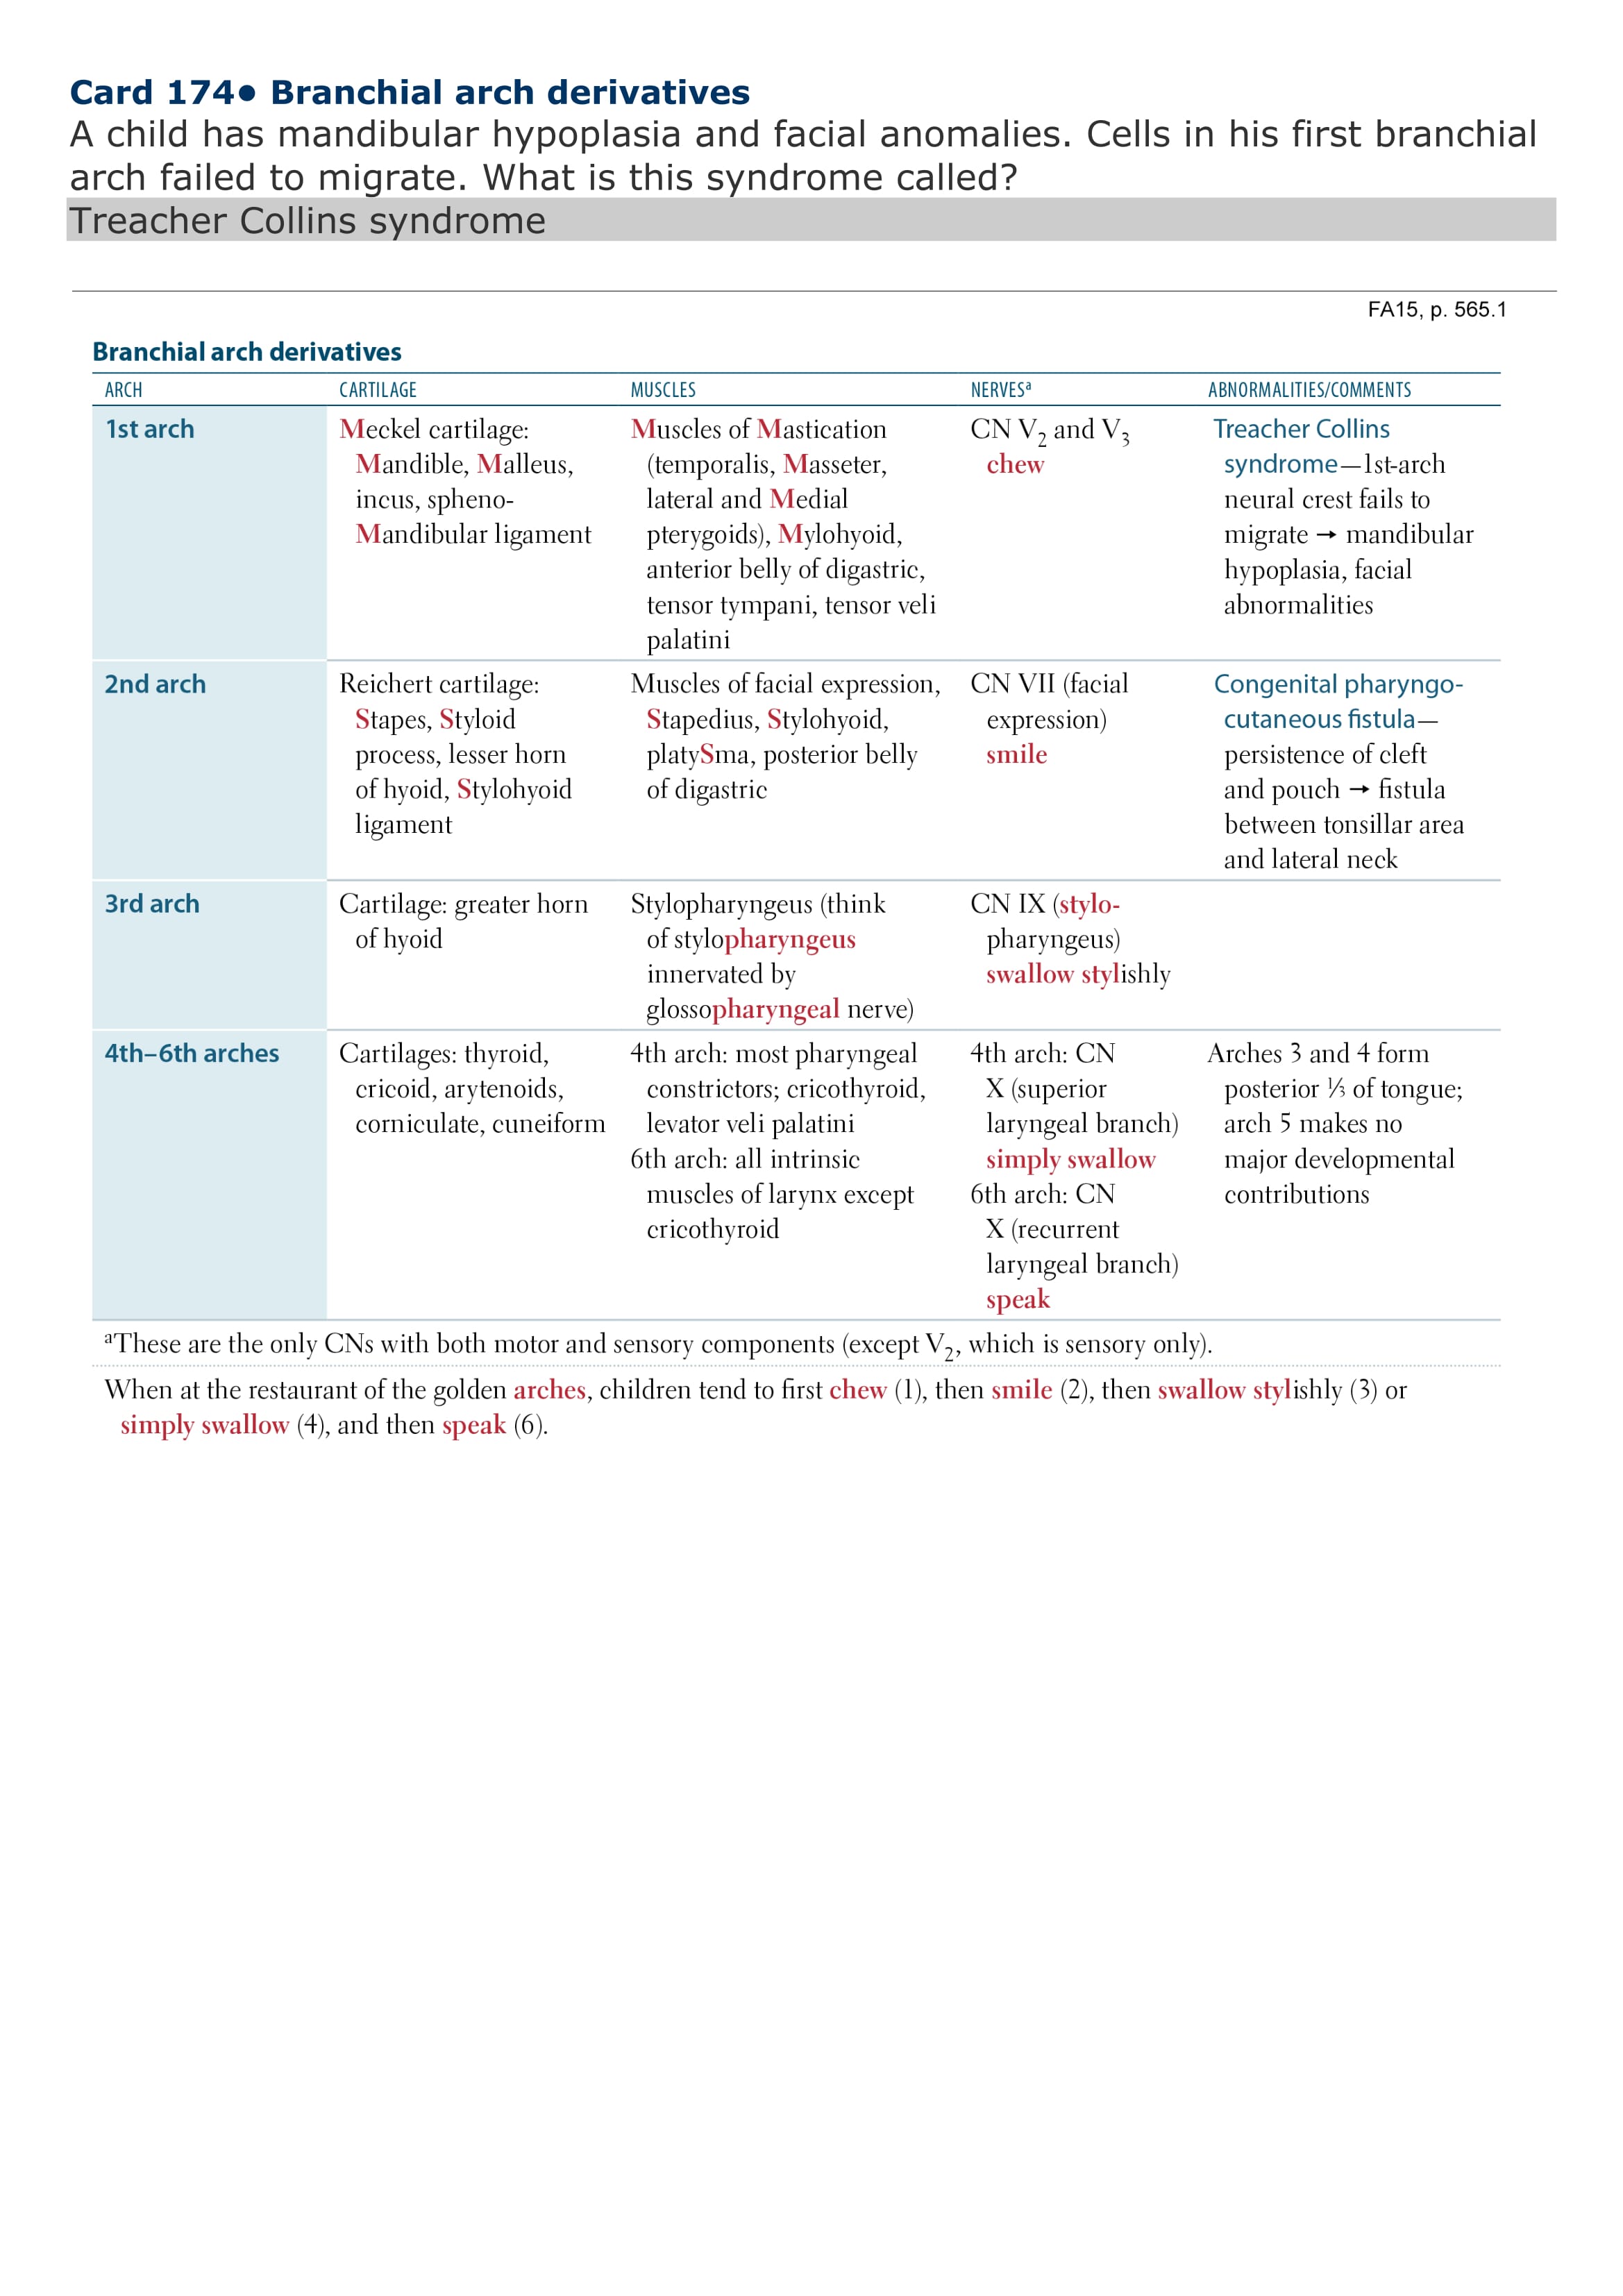 Card 174• Branchial arch derivatives
A child has mandibular hypoplasia and facial anomalies. Cells in his first branchial
arch failed to migrate. What is this syndrome called?
Treacher Collins syndrome
FA15, p. 565.1
Branchial arch derivatives
ARCH CARTILAGE MUSCLES NERVESᵃ ABNORMALITIES/COMMENTS
1st arch
Meckel cartilage:
Mandible, Malleus,
incus, spheno-
Mandibular ligament
Muscles of Mastication
(temporalis, Masseter,
lateral and Medial
pterygoids), Mylohyoid,
anterior belly of digastric,
tensor tympani, tensor veli
palatini
CN V₂ and V₃
chew
Treacher Collins
syndrome—1st-arch
neural crest fails to
migrate → mandibular
hypoplasia, facial
abnormalities
2nd arch
Reichert cartilage:
Stapes, Styloid
process, lesser horn
of hyoid, Stylohyoid
ligament
Muscles of facial expression,
Stapedius, Stylohyoid,
platySma, posterior belly
of digastric
CN VII (facial
expression)
smile
Congenital pharyngo-
cutaneous fistula—
persistence of cleft
and pouch → fistula
between tonsillar area
and lateral neck
3rd arch
Cartilage: greater horn
of hyoid
Stylopharyngeus (think
of stylopharyngeus
innervated by
glossopharyngeal nerve)
CN IX (stylo-
pharyngeus)
swallow stylishly
4th–6th arches
Cartilages: thyroid,
cricoid, arytenoids,
corniculate, cuneiform
4th arch: most pharyngeal
constrictors; cricothyroid,
levator veli palatini
6th arch: all intrinsic
muscles of larynx except
cricothyroid
4th arch: CN
X (superior
laryngeal branch)
simply swallow
6th arch: CN
X (recurrent
laryngeal branch)
speak
Arches 3 and 4 form
posterior ⅓ of tongue;
arch 5 makes no
major developmental
contributions
ᵃThese are the only CNs with both motor and sensory components (except V₂, which is sensory only).
When at the restaurant of the golden arches, children tend to first chew (1), then smile (2), then swallow stylishly (3) or
simply swallow (4), and then speak (6).